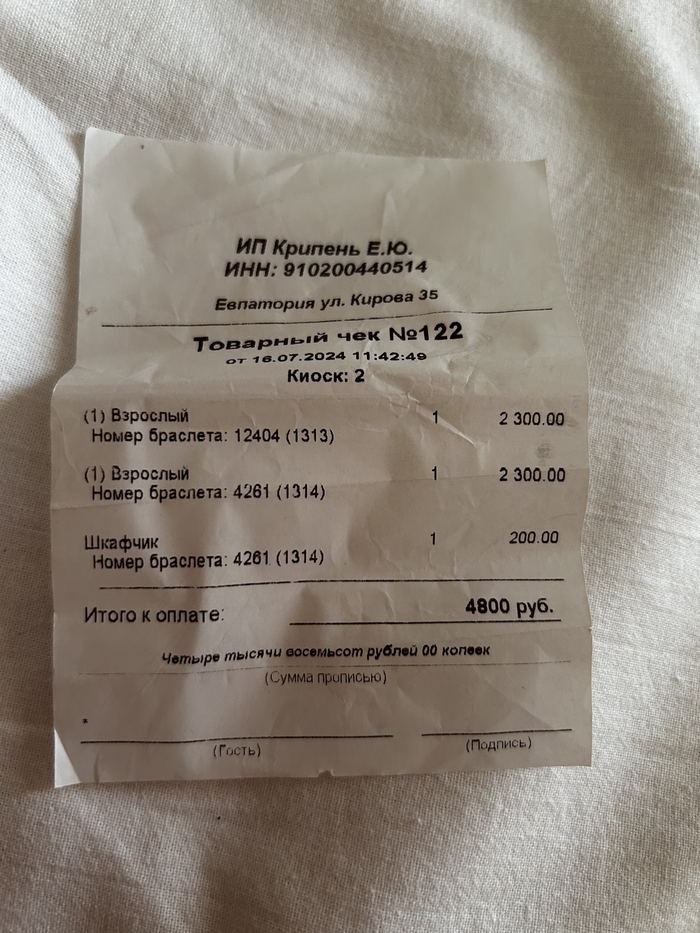 ИП Крипень Е.Ю.
ИНН: 910200440514
Евпатория ул. Кирова 35
Товарный чек №122
от 16.07.2024 11:42:49
Киоск: 2
(1) Взрослый 1 2 300.00
Номер браслета: 12404 (1313)
(1) Взрослый 1 2 300.00
Номер браслета: 4261 (1314)
Шкафчик 1 200.00
Номер браслета: 4261 (1314)
Итого к оплате: 4800 руб.
Четыре тысячи восемьсот рублей 00 копеек
(Сумма прописью)
(Гость) (Подпись)